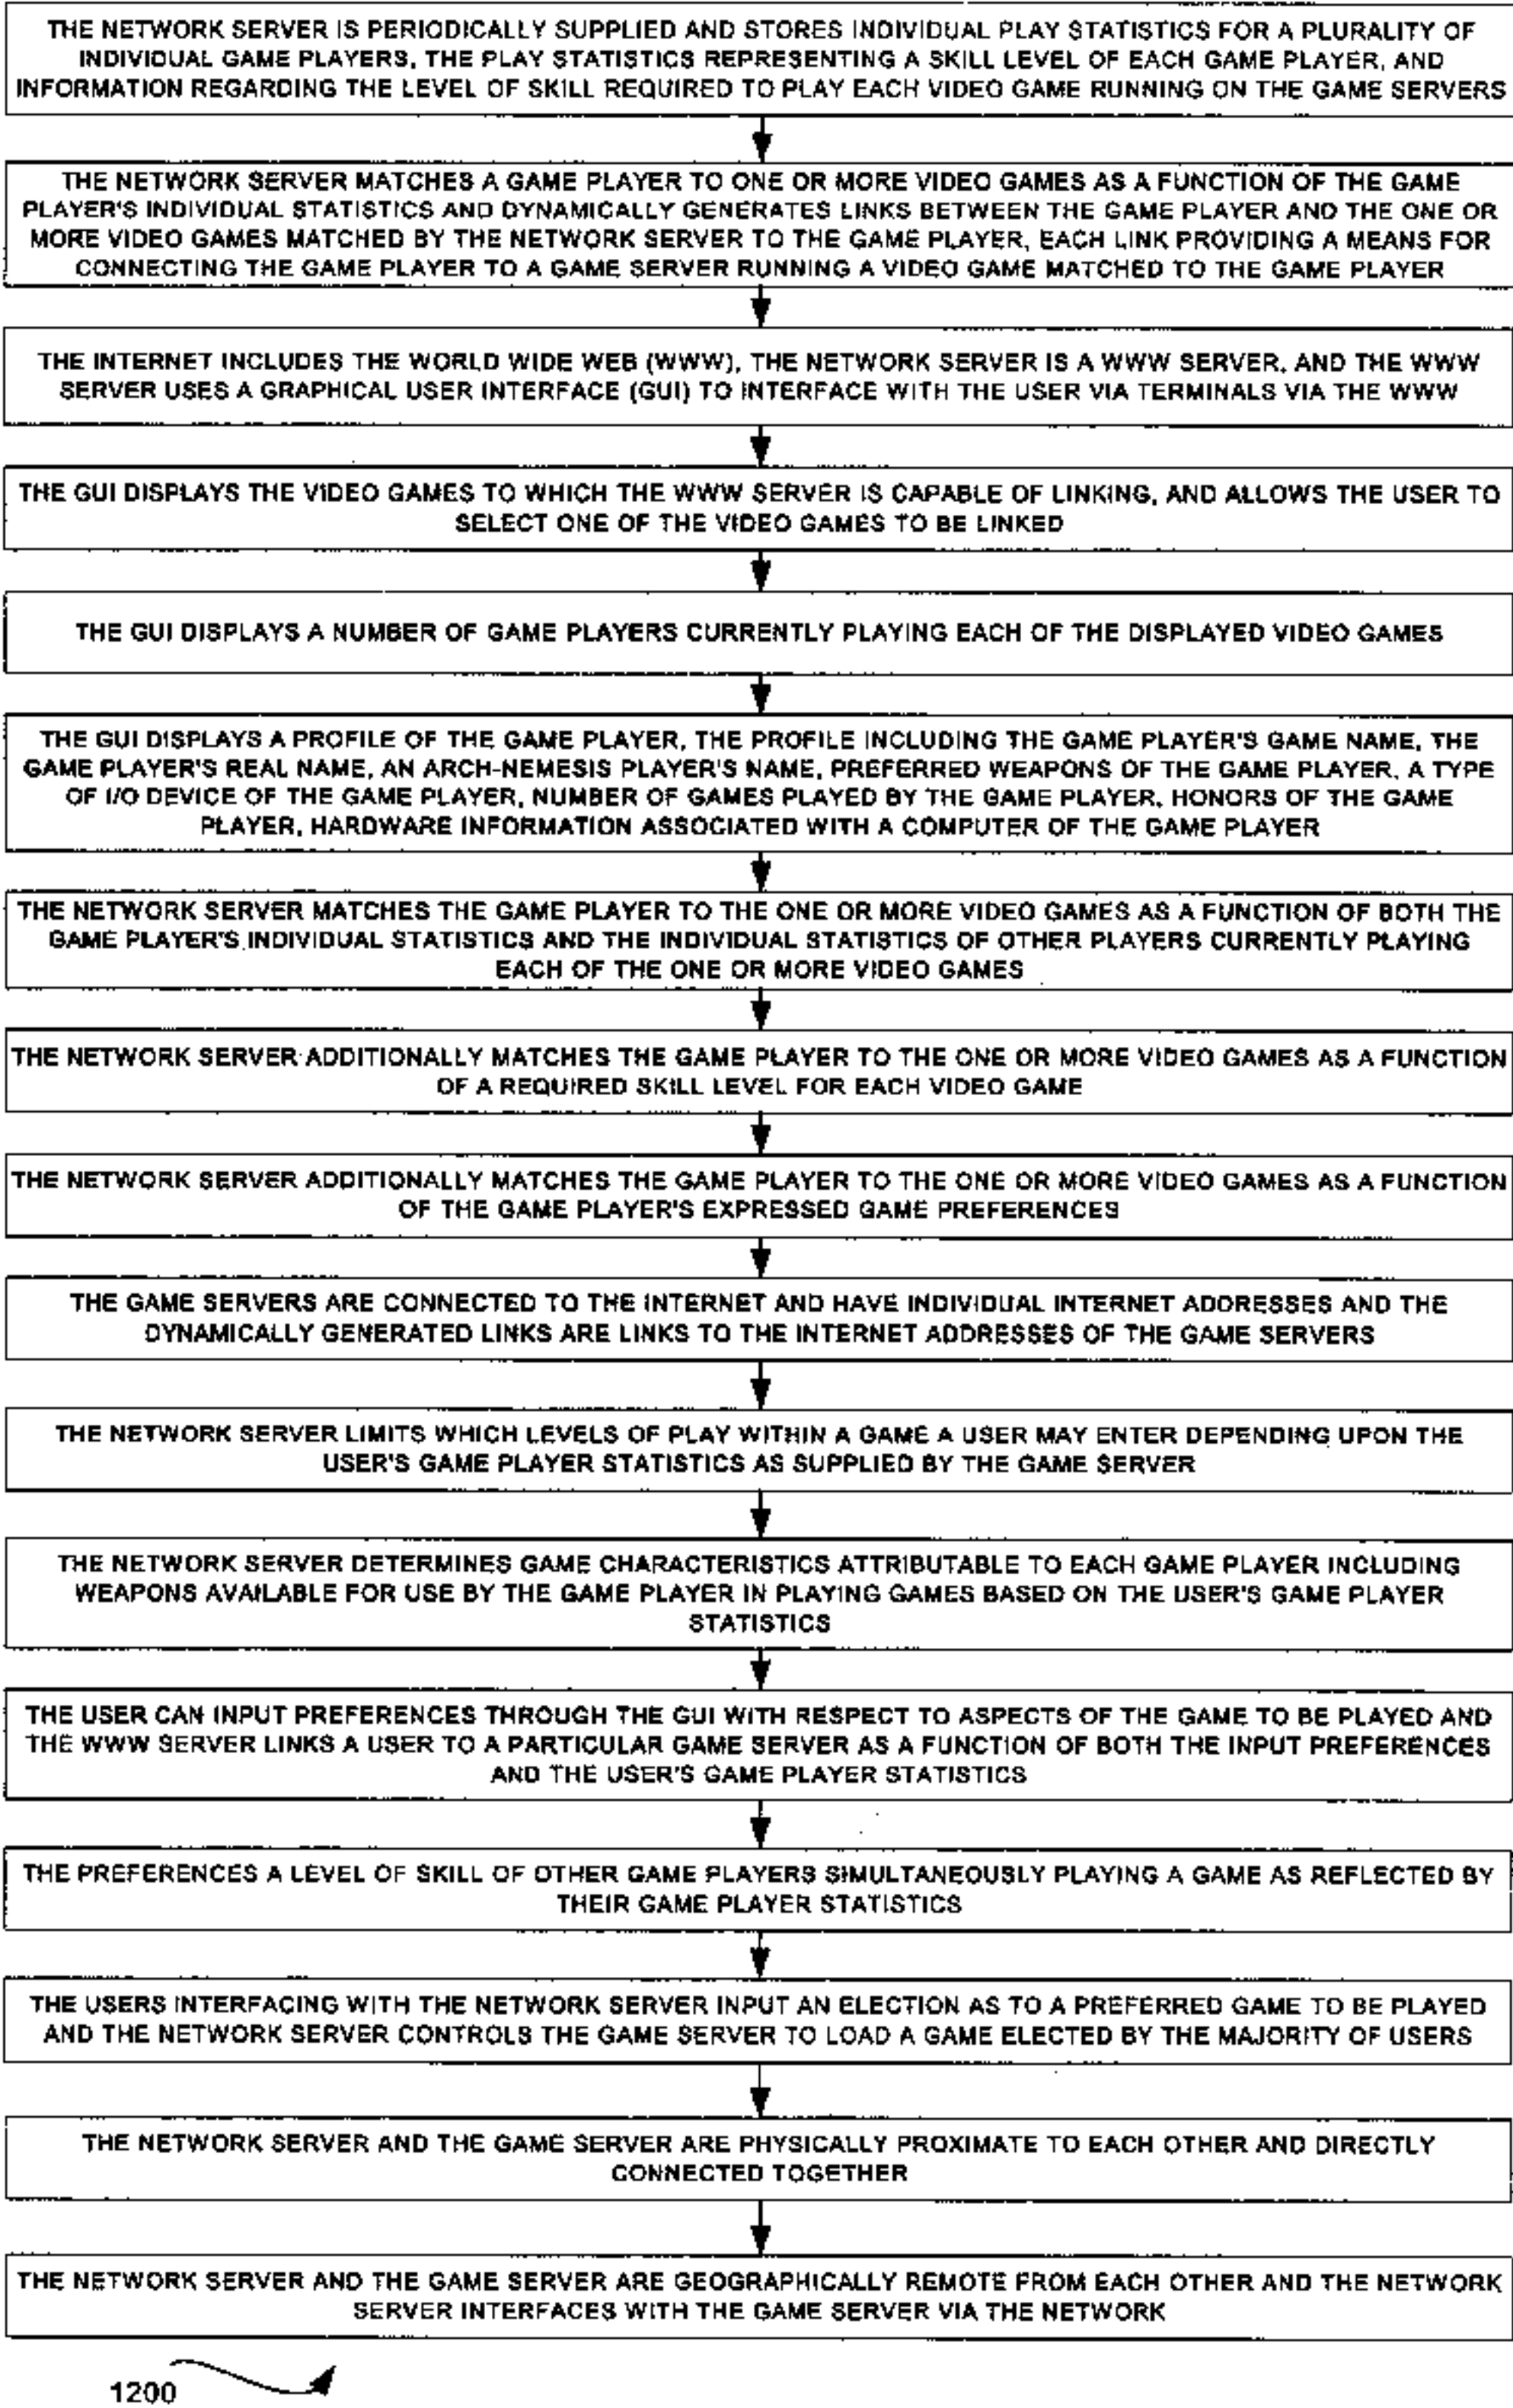 THE NETWORK SERVER IS PERIODICALLY SUPPLIED AND STORES INDIVIDUAL PLAY STATISTICS FOR A PLURALITY OF
INDIVIDUAL GAME PLAYERS, THE PLAY STATISTICS REPRESENTING A SKILL LEVEL OF EACH GAME PLAYER, AND
INFORMATION REGARDING THE LEVEL OF SKILL REQUIRED TO PLAY EACH VIDEO GAME RUNNING ON THE GAME SERVERS
THE NETWORK SERVER MATCHES A GAME PLAYER TO ONE OR MORE VIDEO GAMES AS A FUNCTION OF THE GAME
PLAYER'S INDIVIDUAL STATISTICS AND DYNAMICALLY GENERATES LINKS BETWEEN THE GAME PLAYER AND THE ONE OR
MORE VIDEO GAMES MATCHED BY THE NETWORK SERVER TO THE GAME PLAYER, EACH LINK PROVIDING A MEANS FOR
CONNECTING THE GAME PLAYER TO A GAME SERVER RUNNING A VIDEO GAME MATCHED TO THE GAME PLAYER
THE INTERNET INCLUDES THE WORLD WIDE WEB (WWW), THE NETWORK SERVER IS A WWW SERVER, AND THE WWW
SERVER USES A GRAPHICAL USER INTERFACE (GUI) TO INTERFACE WITH THE USER VIA TERMINALS VIA THE WWW
THE GUI DISPLAYS THE VIDEO GAMES TO WHICH THE WWW SERVER IS CAPABLE OF LINKING, AND ALLOWS THE USER TO
SELECT ONE OF THE VIDEO GAMES TO BE LINKED
THE GUI DISPLAYS A NUMBER OF GAME PLAYERS CURRENTLY PLAYING EACH OF THE DISPLAYED VIDEO GAMES
THE GUI DISPLAYS A PROFILE OF THE GAME PLAYER, THE PROFILE INCLUDING THE GAME PLAYER'S GAME NAME, THE
GAME PLAYER'S REAL NAME, AN ARCH-NEMESIS PLAYER'S NAME, PREFERRED WEAPONS OF THE GAME PLAYER, A TYPE
OF I/O DEVICE OF THE GAME PLAYER, NUMBER OF GAMES PLAYED BY THE GAME PLAYER, HONORS OF THE GAME
PLAYER, HARDWARE INFORMATION ASSOCIATED WITH A COMPUTER OF THE GAME PLAYER
THE NETWORK SERVER MATCHES THE GAME PLAYER TO THE ONE OR MORE VIDEO GAMES AS A FUNCTION OF BOTH THE
GAME PLAYER'S INDIVIDUAL STATISTICS AND THE INDIVIDUAL STATISTICS OF OTHER PLAYERS CURRENTLY PLAYING
EACH OF THE ONE OR MORE VIDEO GAMES
THE NETWORK SERVER ADDITIONALLY MATCHES THE GAME PLAYER TO THE ONE OR MORE VIDEO GAMES AS A FUNCTION
OF A REQUIRED SKILL LEVEL FOR EACH VIDEO GAME
THE NETWORK SERVER ADDITIONALLY MATCHES THE GAME PLAYER TO THE ONE OR MORE VIDEO GAMES AS A FUNCTION
OF THE GAME PLAYER'S EXPRESSED GAME PREFERENCES
THE GAME SERVERS ARE CONNECTED TO THE INTERNET AND HAVE INDIVIDUAL INTERNET ADDRESSES AND THE
DYNAMICALLY GENERATED LINKS ARE LINKS TO THE INTERNET ADDRESSES OF THE GAME SERVERS
THE NETWORK SERVER LIMITS WHICH LEVELS OF PLAY WITHIN A GAME A USER MAY ENTER DEPENDING UPON THE
USER'S GAME PLAYER STATISTICS AS SUPPLIED BY THE GAME SERVER
THE NETWORK SERVER DETERMINES GAME CHARACTERISTICS ATTRIBUTABLE TO EACH GAME PLAYER INCLUDING
WEAPONS AVAILABLE FOR USE BY THE GAME PLAYER IN PLAYING GAMES BASED ON THE USER'S GAME PLAYER
STATISTICS
THE USER CAN INPUT PREFERENCES THROUGH THE GUI WITH RESPECT TO ASPECTS OF THE GAME TO BE PLAYED AND
THE WWW SERVER LINKS A USER TO A PARTICULAR GAME SERVER AS A FUNCTION OF BOTH THE INPUT PREFERENCES
AND THE USER'S GAME PLAYER STATISTICS
THE PREFERENCES A LEVEL OF SKILL OF OTHER GAME PLAYERS SIMULTANEOUSLY PLAYING A GAME AS REFLECTED BY
THEIR GAME PLAYER STATISTICS
THE USERS INTERFACING WITH THE NETWORK SERVER INPUT AN ELECTION AS TO A PREFERRED GAME TO BE PLAYED
AND THE NETWORK SERVER CONTROLS THE GAME SERVER TO LOAD A GAME ELECTED BY THE MAJORITY OF USERS
THE NETWORK SERVER AND THE GAME SERVER ARE PHYSICALLY PROXIMATE TO EACH OTHER AND DIRECTLY
CONNECTED TOGETHER
THE NETWORK SERVER AND THE GAME SERVER ARE GEOGRAPHICALLY REMOTE FROM EACH OTHER AND THE NETWORK
SERVER INTERFACES WITH THE GAME SERVER VIA THE NETWORK
1200